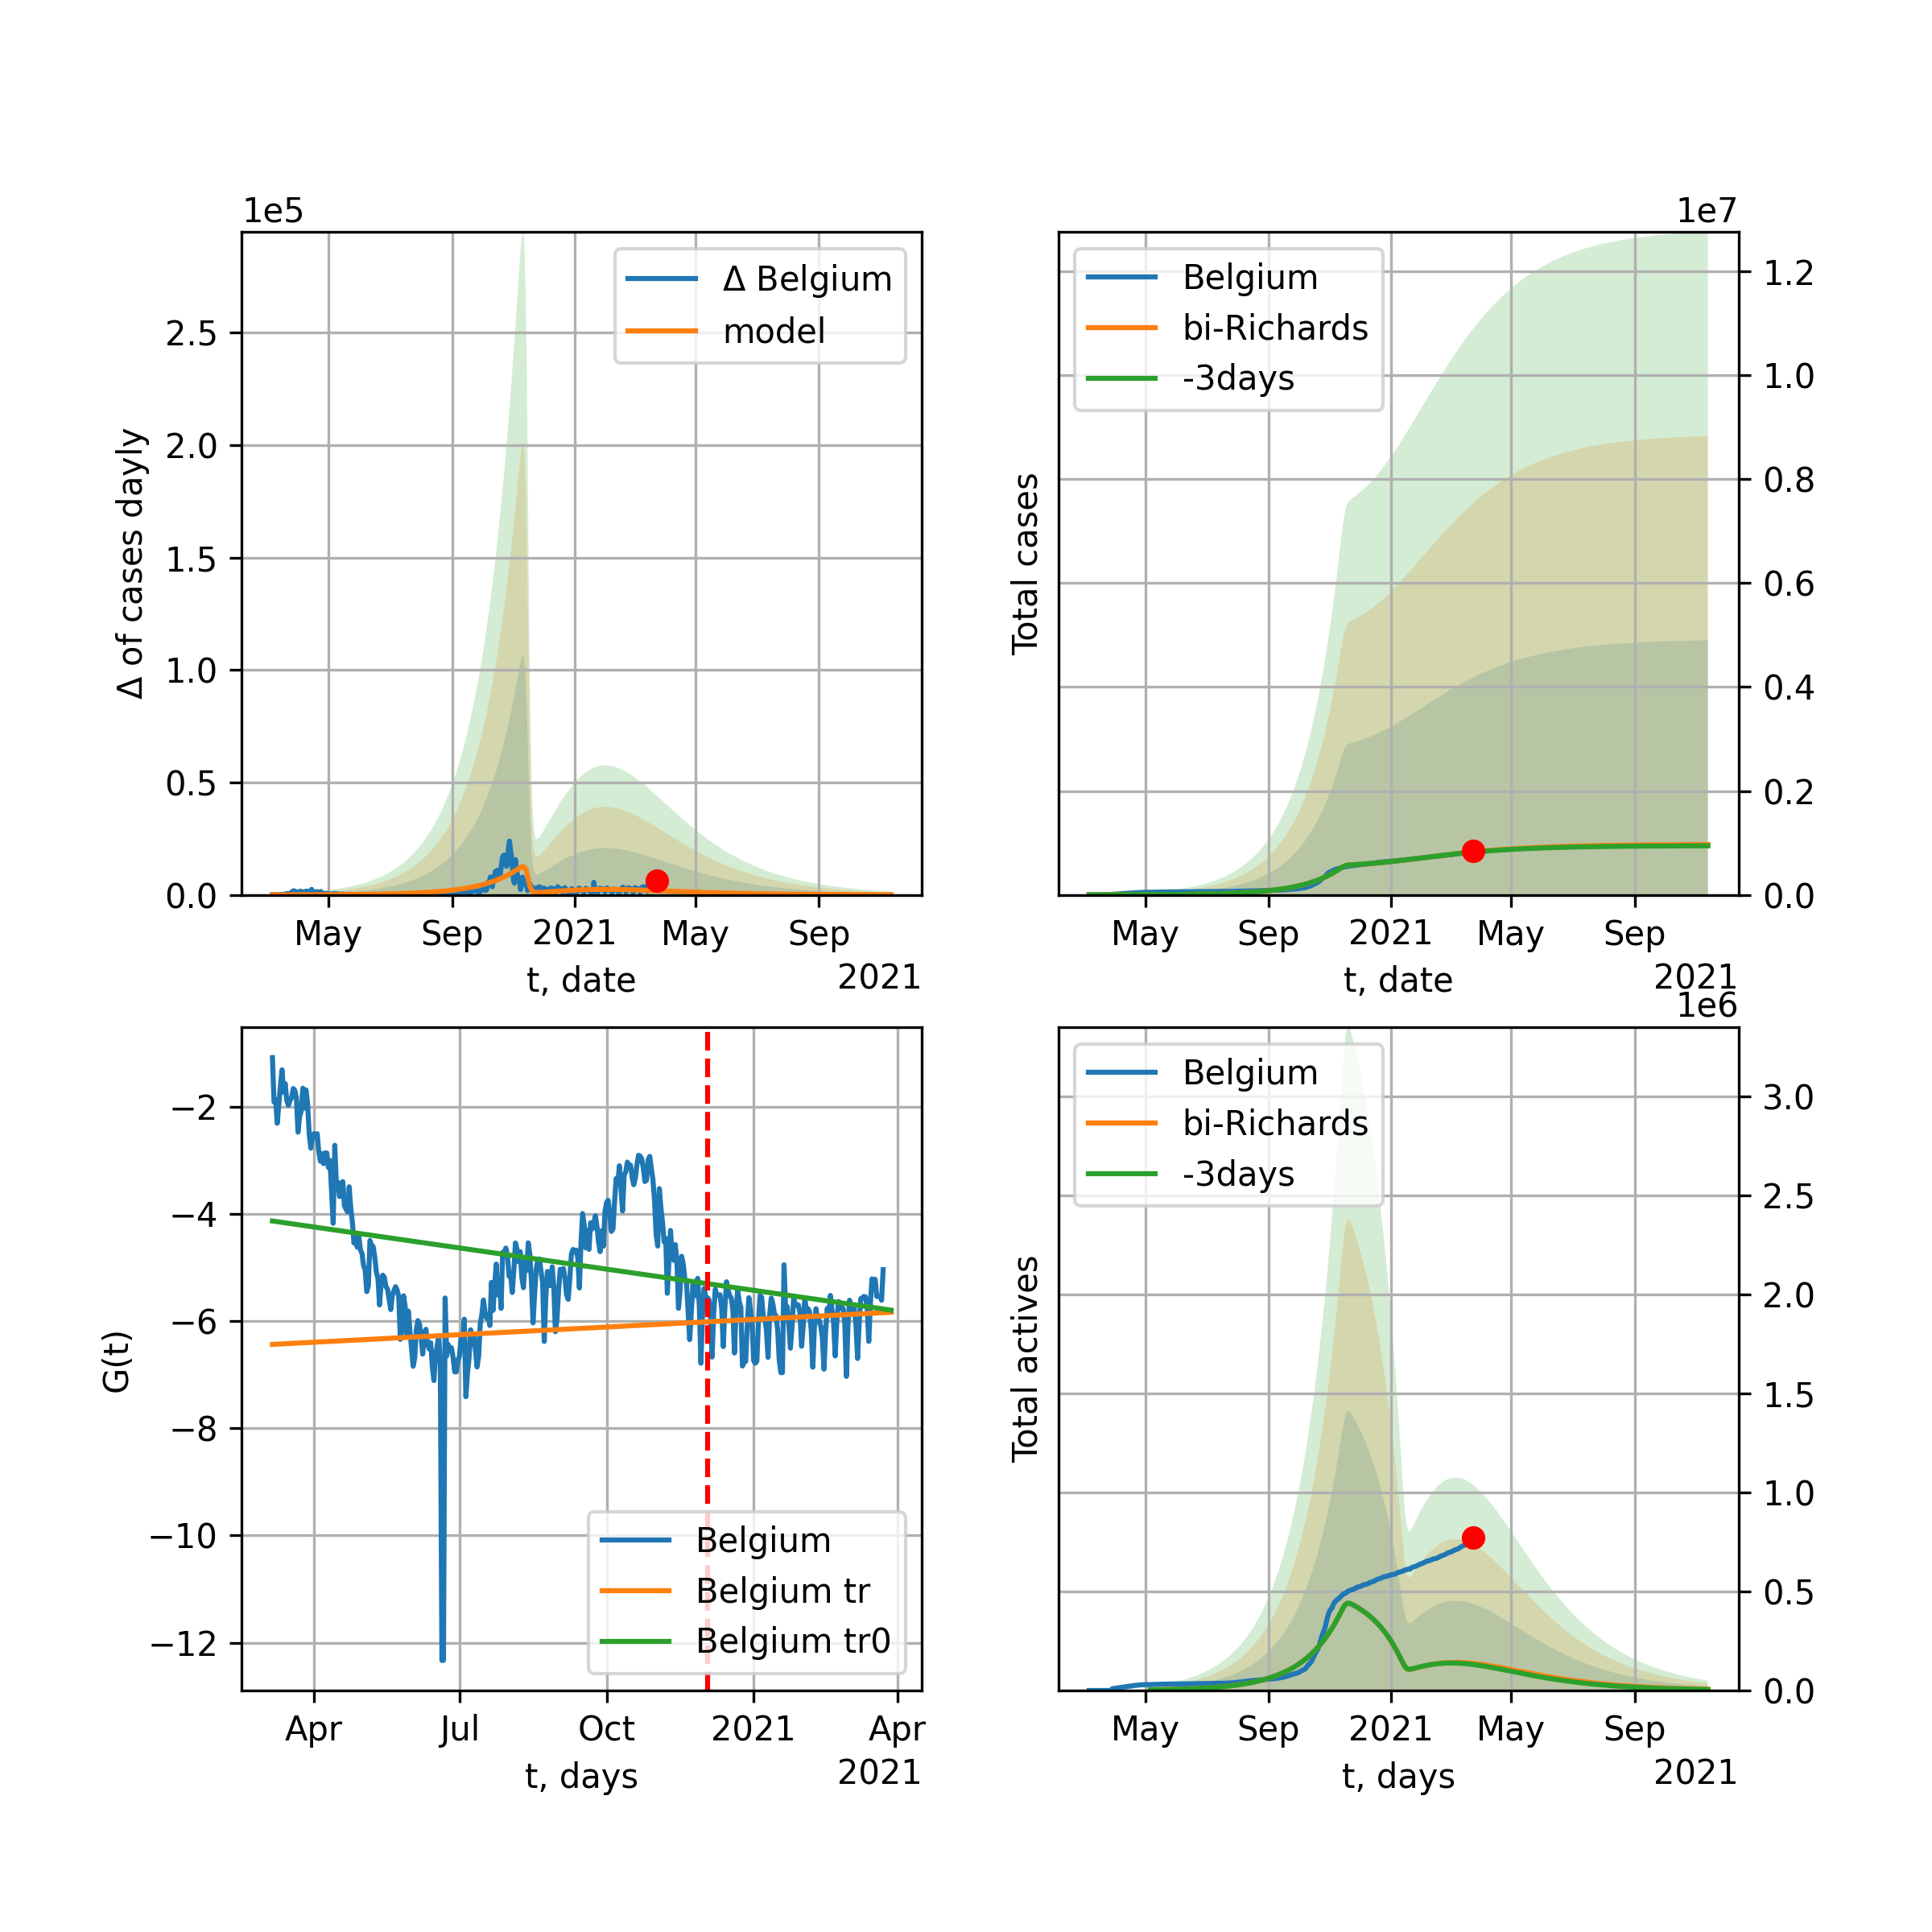 1e5
Δ of cases dayly
2.5
2.0
1.5
1.0
0.5
0.0
Δ Belgium
model
May Sep 2021 May Sep
t, date
2021
1e7
Total cases
Belgium
bi-Richards
-3days
1.2
1.0
0.8
0.6
0.4
0.2
0.0
May Sep 2021 May Sep
t, date
2021
G(t)
−2
−4
−6
−8
−10
−12
Belgium
Belgium tr
Belgium tr0
Apr Jul Oct 2021 Apr
t, days
2021
1e6
Total actives
Belgium
bi-Richards
-3days
3.0
2.5
2.0
1.5
1.0
0.5
0.0
May Sep 2021 May Sep
t, days
2021